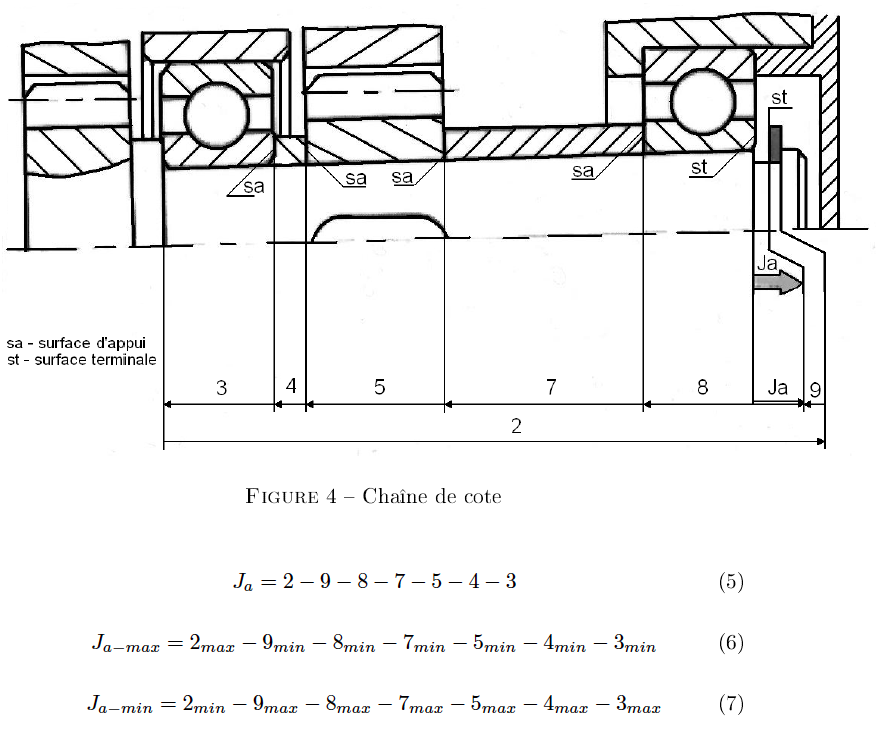 st
sa
sa
sa
sa
st
Ja
sa - surface d'appui
st - surface terminale
3
4
5
7
8
Ja
9
2
FIGURE 4 – Chaîne de cote
J_a = 2 − 9 − 8 − 7 − 5 − 4 − 3 (5)
J_{a−max} = 2_{max} − 9_{min} − 8_{min} − 7_{min} − 5_{min} − 4_{min} − 3_{min} (6)
J_{a−min} = 2_{min} − 9_{max} − 8_{max} − 7_{max} − 5_{max} − 4_{max} − 3_{max} (7)